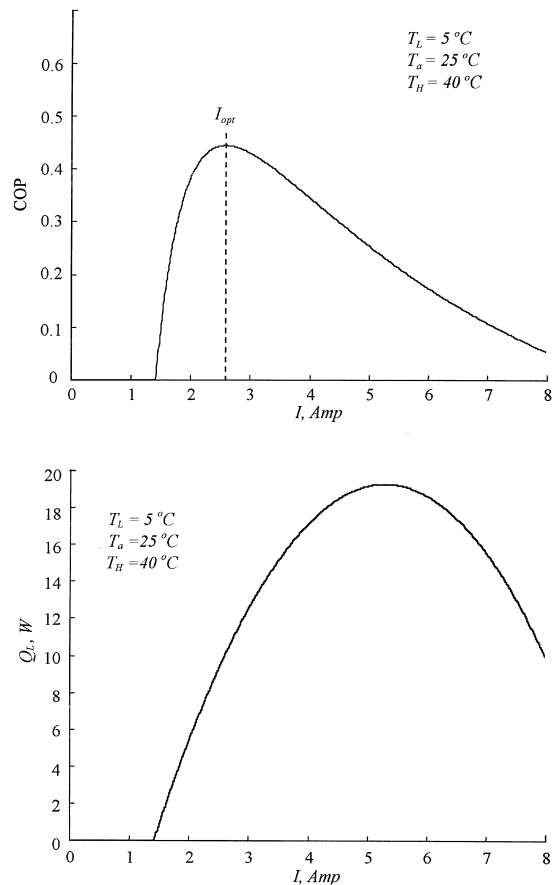 T_L = 5 °C
T_a = 25 °C
T_H = 40 °C
I_opt
0.6
0.5
0.4
0.3
0.2
0.1
0
COP
0 1 2 3 4 5 6 7 8
I, Amp
20
18
16
14
12
10
8
6
4
2
0
T_L = 5 °C
T_a =25 °C
T_H = 40 °C
Q_L, W
0 1 2 3 4 5 6 7 8
I, Amp